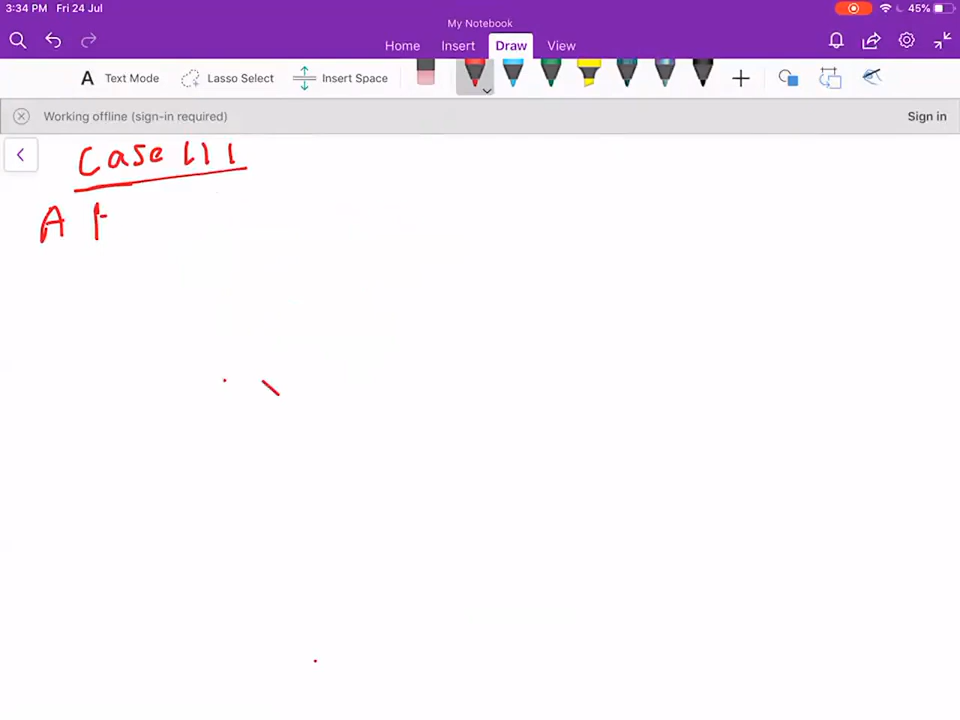 3:34 PM Fri 24 Jul
45%
My Notebook
Home Insert Draw View
A Text Mode Lasso Select Insert Space
Working offline (sign-in required) Sign in
Case III
A